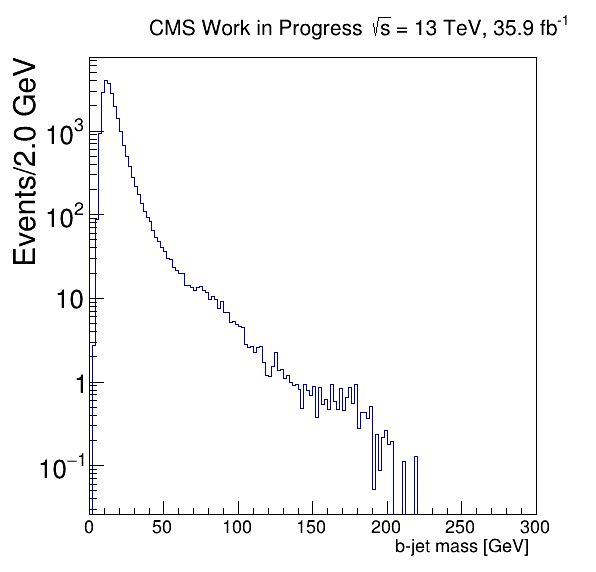 CMS Work in Progress √s = 13 TeV, 35.9 fb⁻¹
Events/2.0 GeV
10³
10²
10
1
10⁻¹
0 50 100 150 200 250 300
b-jet mass [GeV]